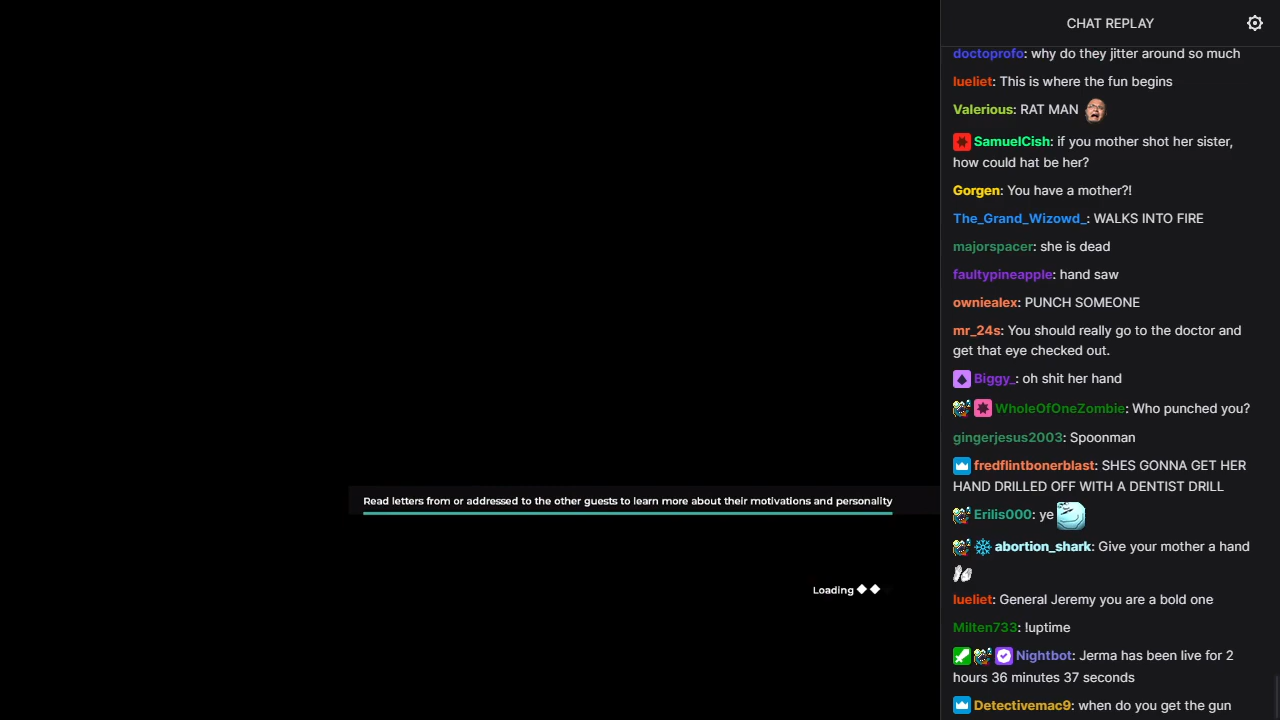 CHAT REPLAY
doctoprofo: why do they jitter around so much
lueliet: This is where the fun begins
Valerious: RAT MAN
SamuelCish: if you mother shot her sister,
how could hat be her?
Gorgen: You have a mother?!
The_Grand_Wizowd_: WALKS INTO FIRE
majorspacer: she is dead
faultypineapple: hand saw
owniealex: PUNCH SOMEONE
mr_24s: You should really go to the doctor and
get that eye checked out.
Biggy_: oh shit her hand
WholeOfOneZombie: Who punched you?
gingerjesus2003: Spoonman
fredflintbonerblast: SHES GONNA GET HER
HAND DRILLED OFF WITH A DENTIST DRILL
Erilis000: ye
abortion_shark: Give your mother a hand
lueliet: General Jeremy you are a bold one
Milten733: !uptime
Nightbot: Jerma has been live for 2
hours 36 minutes 37 seconds
Detectivemac9: when do you get the gun
Read letters from or addressed to the other guests to learn more about their motivations and personality
Loading